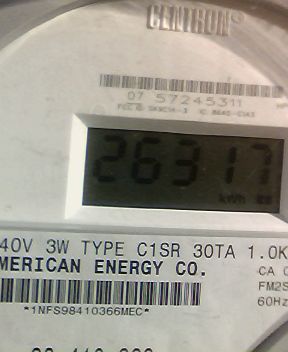 CENTRON®
07 57245311
26317
kWh
40V 3W TYPE C1SR 30TA 1.0K
MERICAN ENERGY CO.
CA 0
FM2S
60Hz
*1NFS98410366MEC*